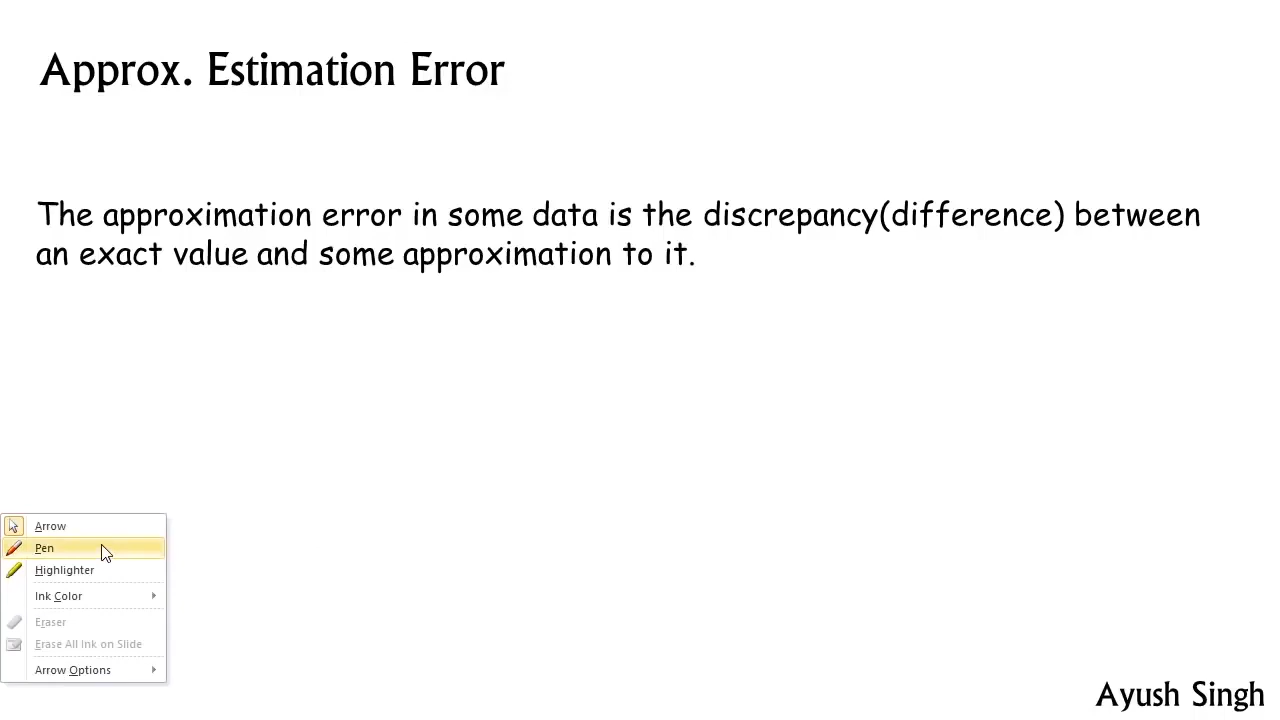 Approx. Estimation Error
The approximation error in some data is the discrepancy(difference) between
an exact value and some approximation to it.
Arrow
Pen
Highlighter
Ink Color
Eraser
Erase All Ink on Slide
Arrow Options
Ayush Singh